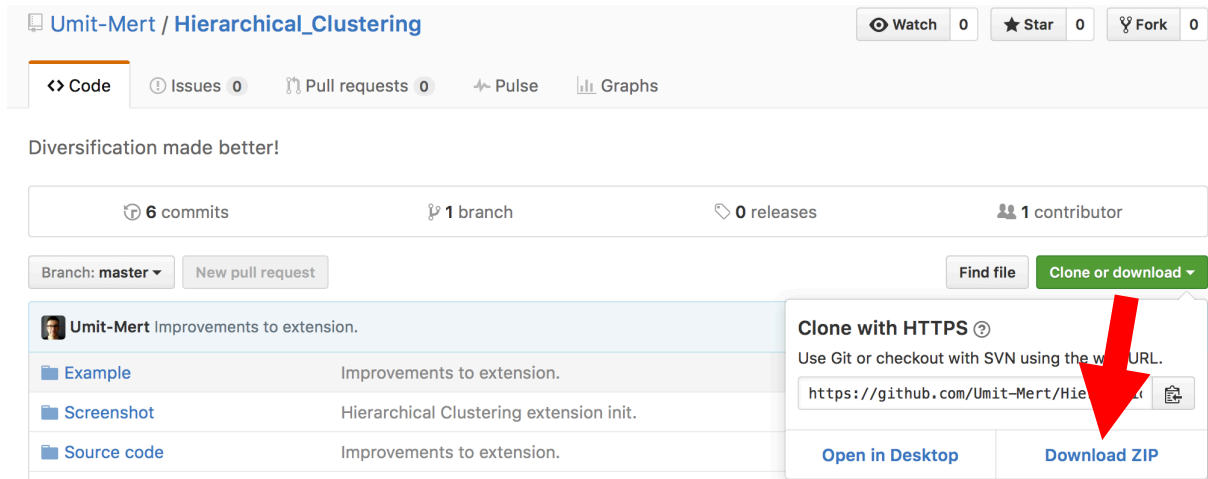 Umit-Mert / Hierarchical_Clustering
Watch 0 Star 0 Fork 0
Code Issues 0 Pull requests 0 Pulse Graphs
Diversification made better!
6 commits 1 branch 0 releases 1 contributor
Branch: master New pull request Find file Clone or download
Umit-Mert Improvements to extension.
Clone with HTTPS ?
Use Git or checkout with SVN using the URL.
Example Improvements to extension.
https://github.com/Umit-Mert/
Screenshot Hierarchical Clustering extension init.
Source code Improvements to extension.
Open in Desktop Download ZIP